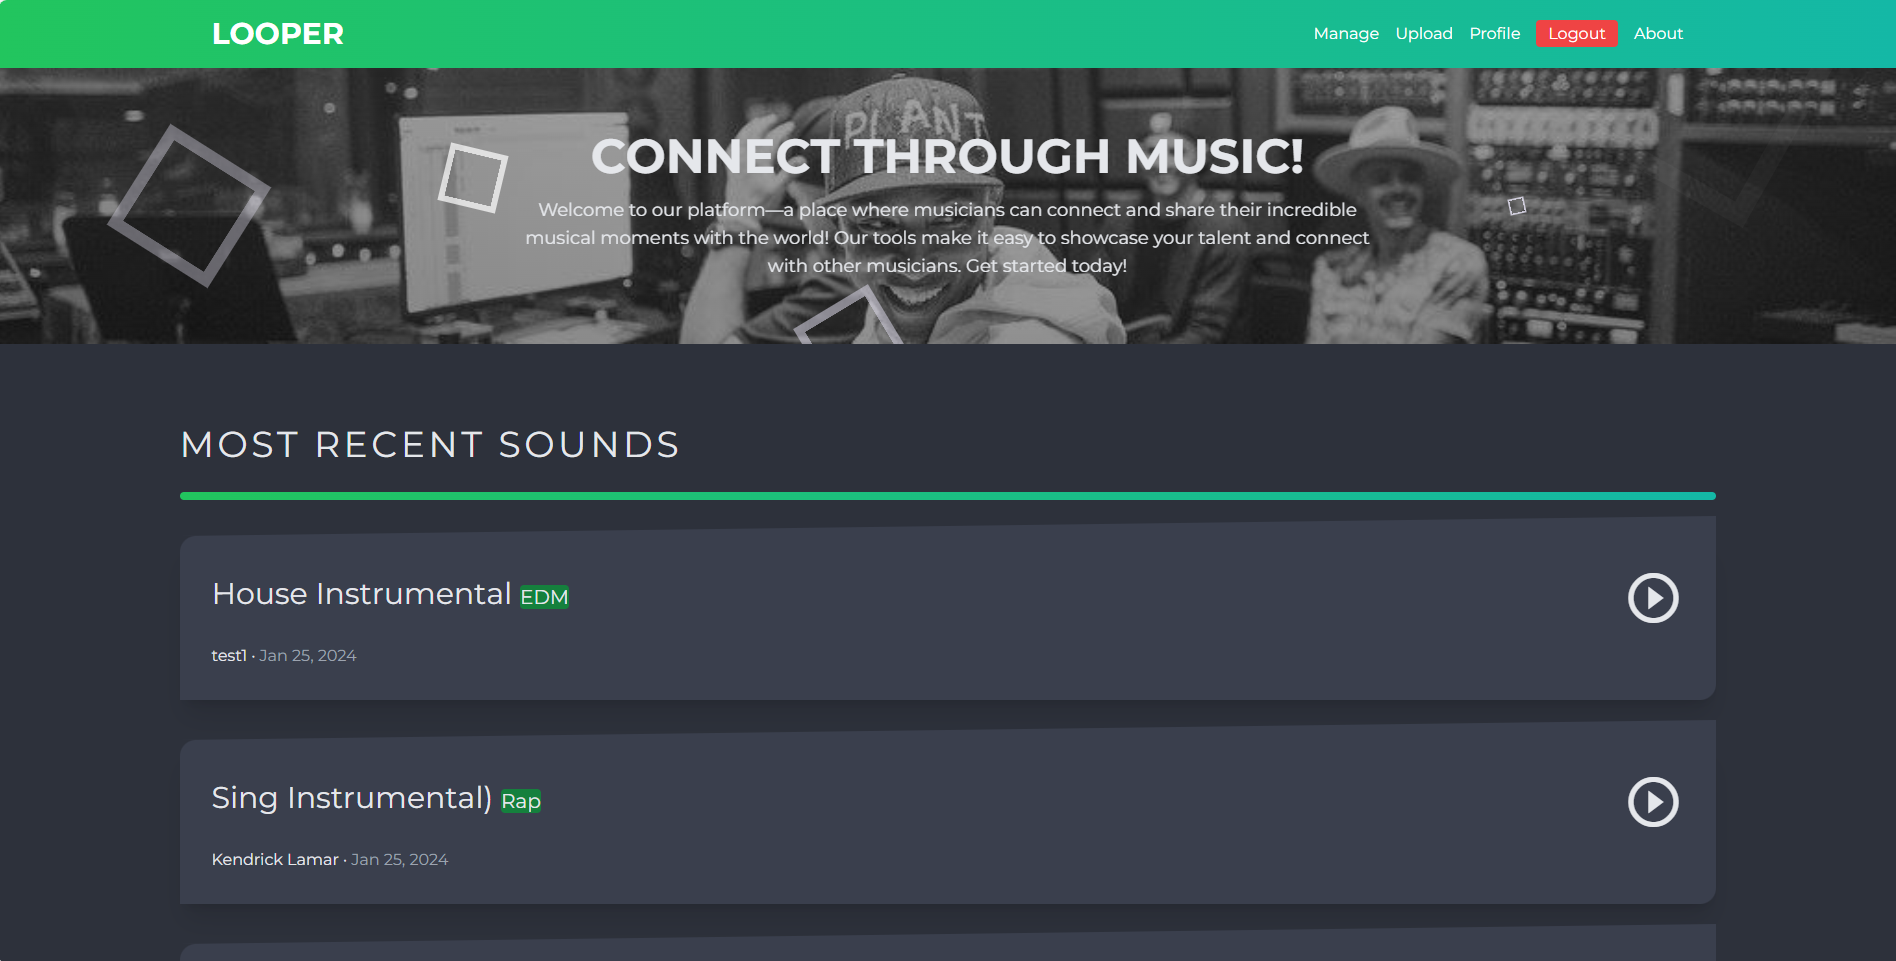 LOOPER
Manage Upload Profile Logout About
PLANT
CONNECT THROUGH MUSIC!
Welcome to our platform—a place where musicians can connect and share their incredible
musical moments with the world! Our tools make it easy to showcase your talent and connect
with other musicians. Get started today!
MOST RECENT SOUNDS
House Instrumental EDM
test1 · Jan 25, 2024
Sing Instrumental) Rap
Kendrick Lamar · Jan 25, 2024